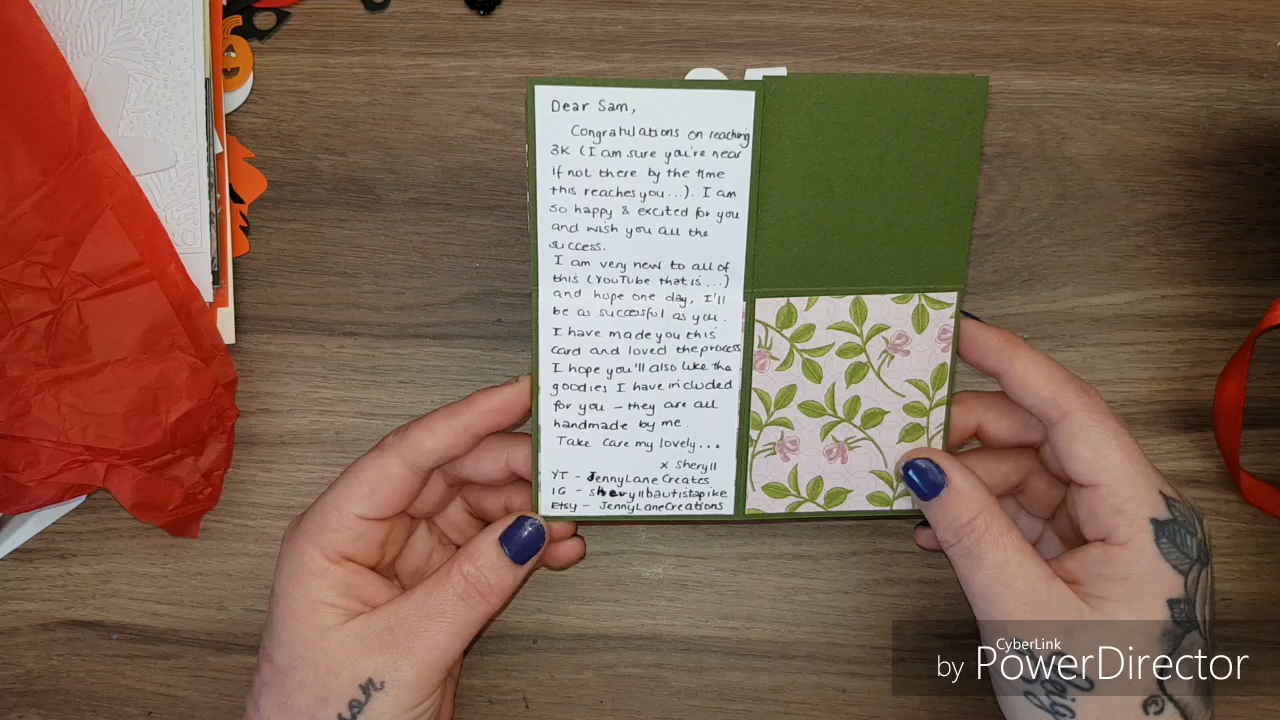 Dear Sam,
Congratulations on reaching
3K (I am sure you're near
if not there by the time
this reaches you...). I am
so happy & excited for you
and wish you all the
success.
I am very new to all of
this (YouTube that is...)
and hope one day, I'll
be as successful as you.
I have made you this
card and loved the process
I hope you'll also like the
goodies I have included
for you - they are all
handmade by me.
Take care my lovely...
x Sheryll
YT - JennyLane Creates
IG - sheryllbautistapike
Etsy - JennyLaneCreations
CyberLink
by PowerDirector